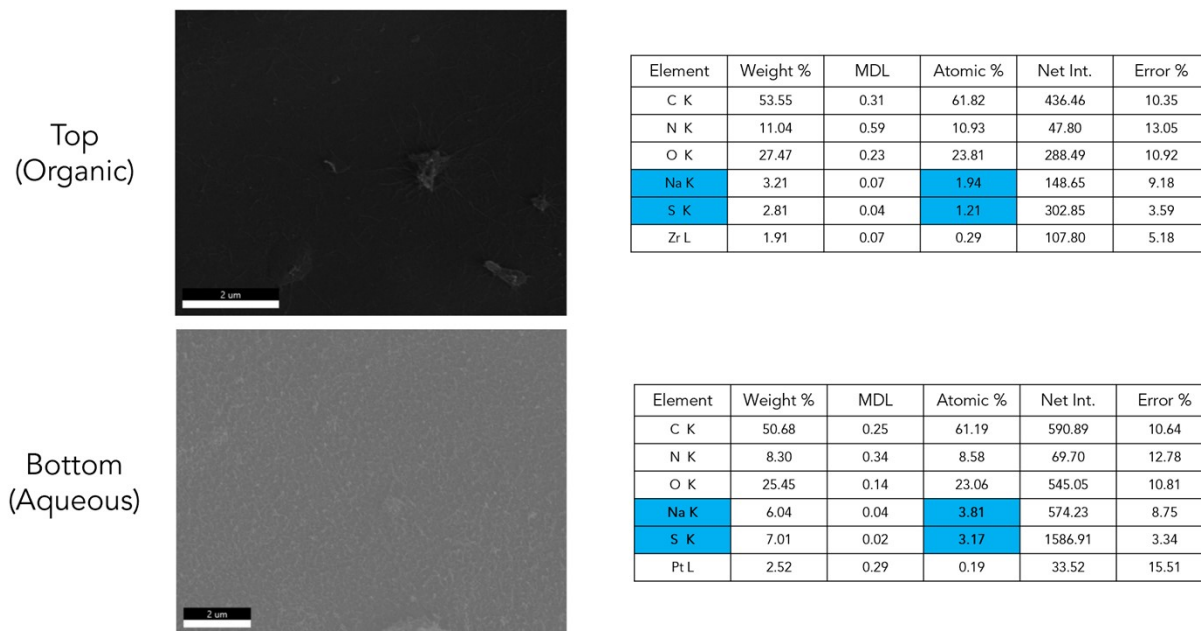 Top
(Organic)
2 um
Element Weight % MDL Atomic % Net Int. Error %
C K 53.55 0.31 61.82 436.46 10.35
N K 11.04 0.59 10.93 47.80 13.05
O K 27.47 0.23 23.81 288.49 10.92
Na K 3.21 0.07 1.94 148.65 9.18
S K 2.81 0.04 1.21 302.85 3.59
Zr L 1.91 0.07 0.29 107.80 5.18
Bottom
(Aqueous)
2 um
Element Weight % MDL Atomic % Net Int. Error %
C K 50.68 0.25 61.19 590.89 10.64
N K 8.30 0.34 8.58 69.70 12.78
O K 25.45 0.14 23.06 545.05 10.81
Na K 6.04 0.04 3.81 574.23 8.75
S K 7.01 0.02 3.17 1586.91 3.34
Pt L 2.52 0.29 0.19 33.52 15.51